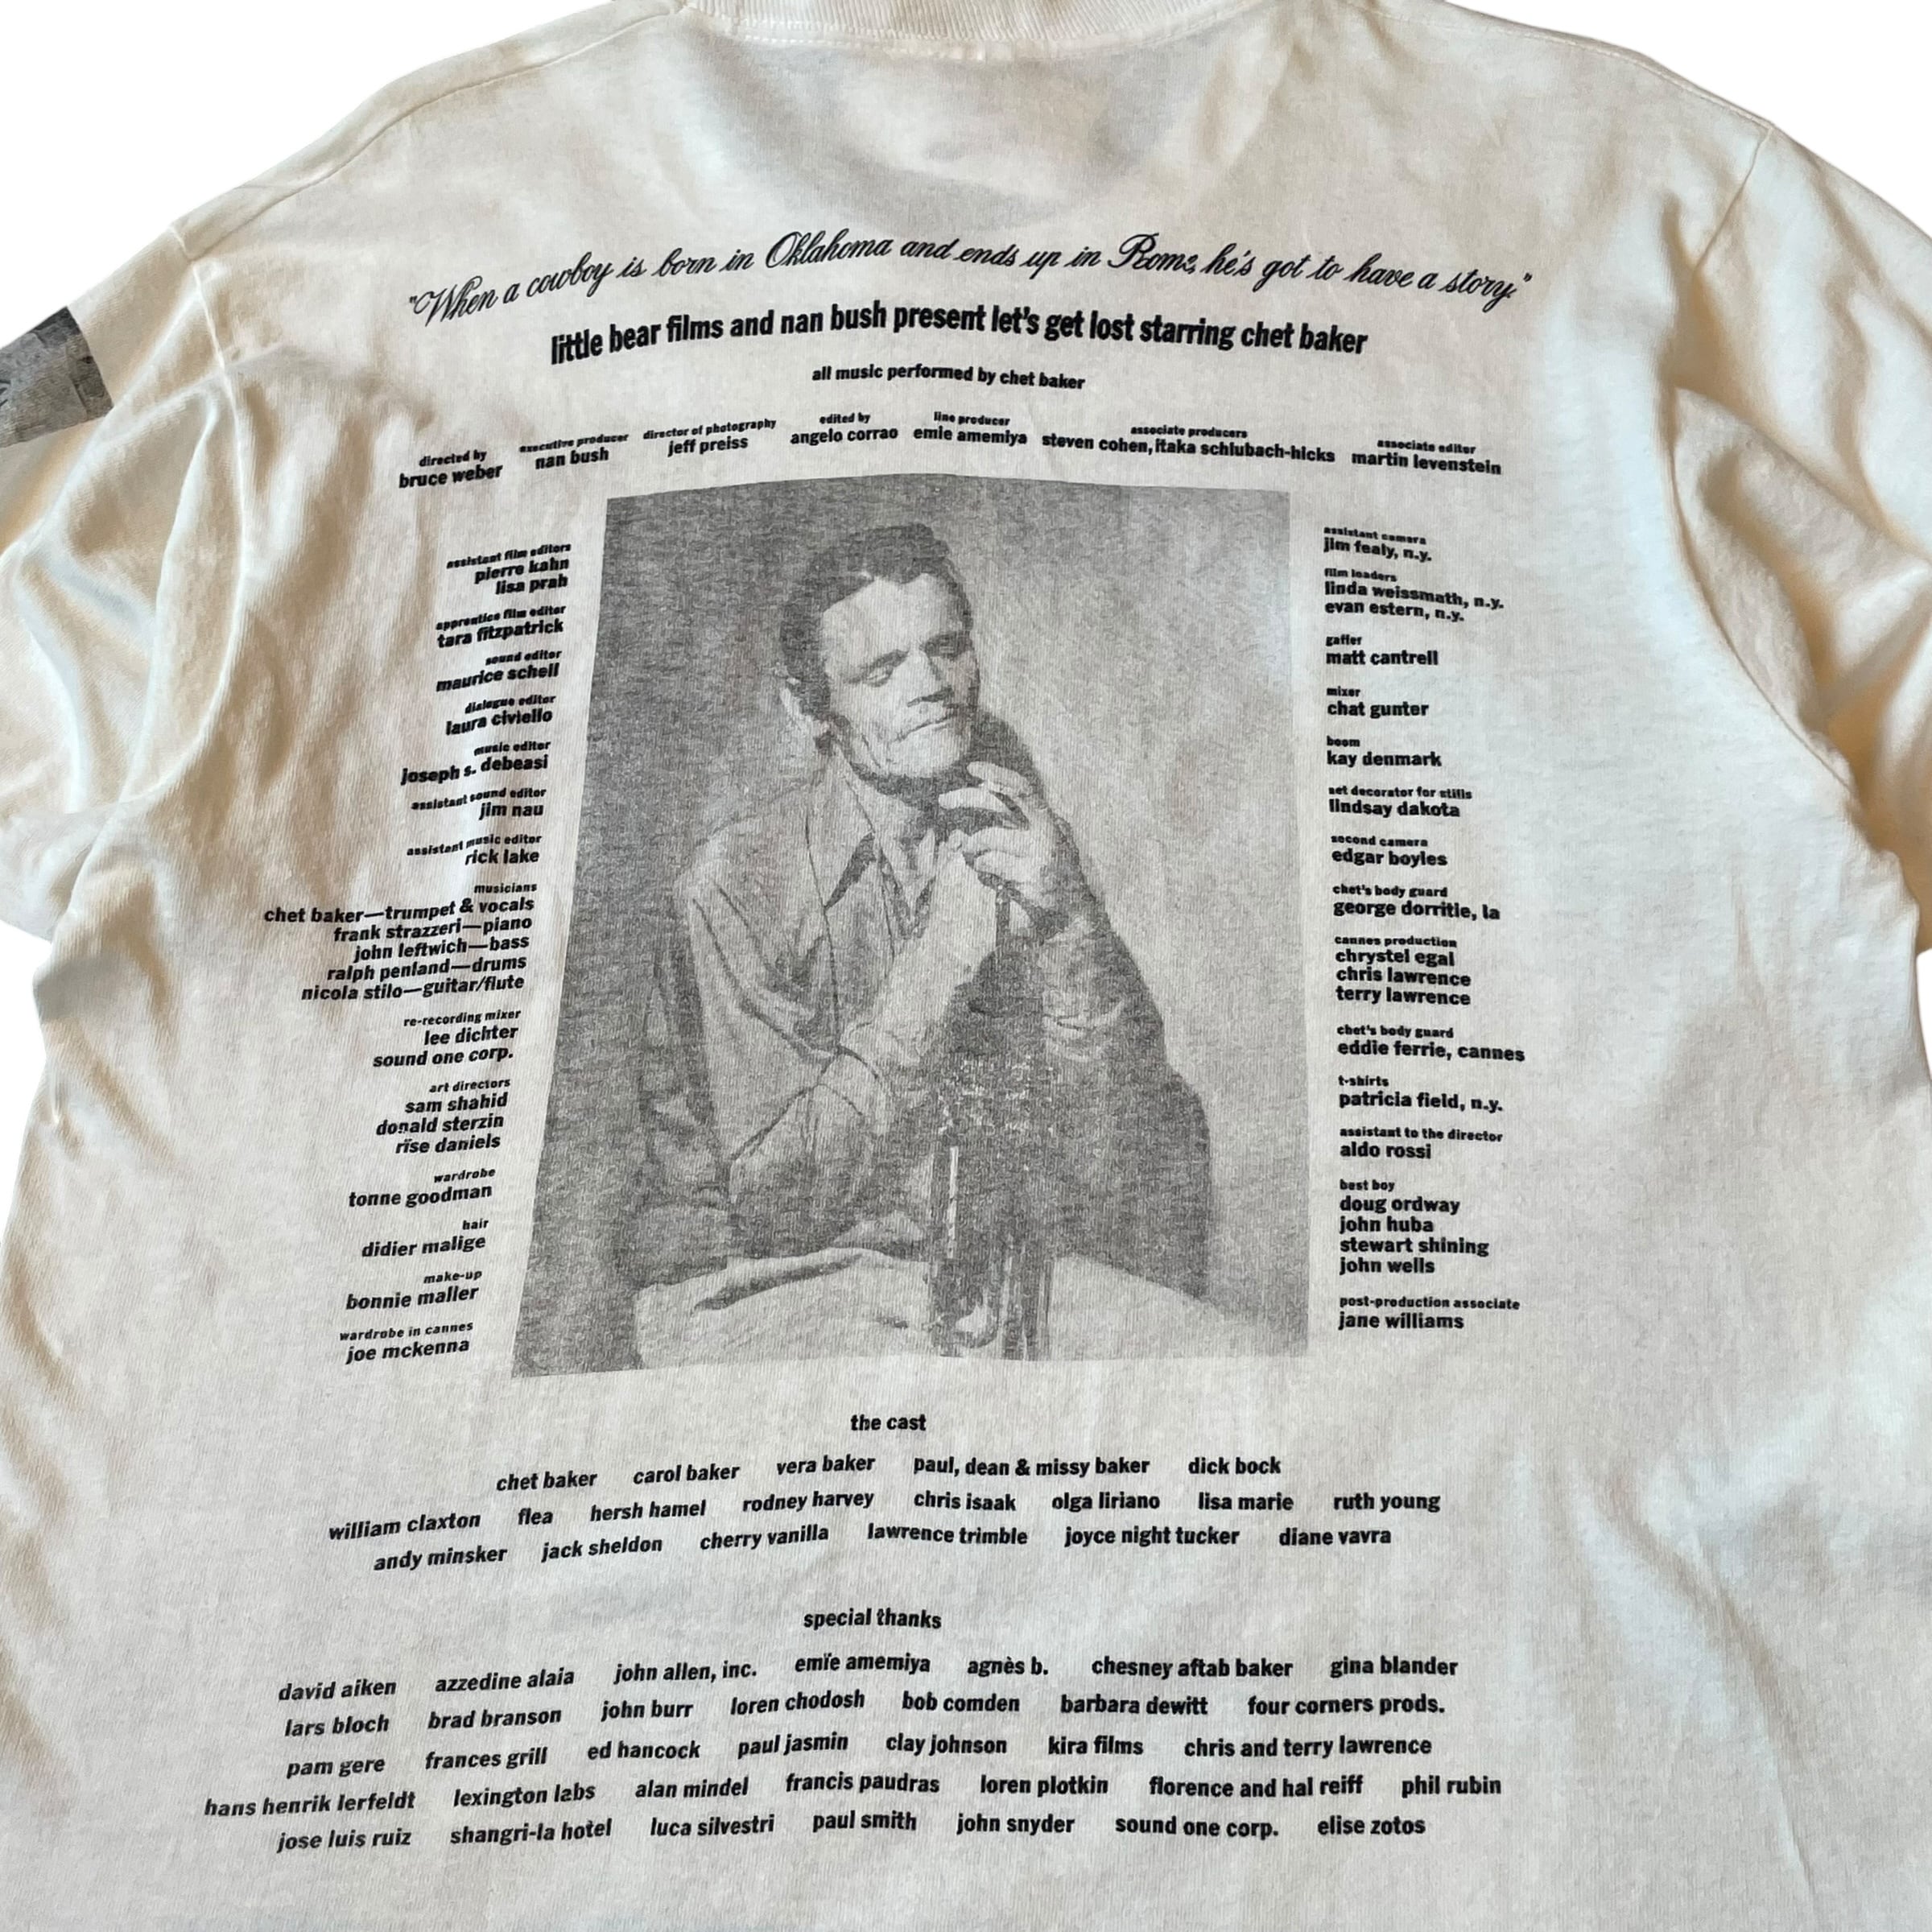 "When a cowboy is born in Oklahoma and ends up in Rome, he's got to have a story."
little bear films and nan bush present let's get lost starring chet baker
all music performed by chet baker
directed by
bruce weber
executive producer
nan bush
director of photography
jeff preiss
edited by
angelo corrao
line producer
emie amemiya
associate producers
steven cohen, itaka schlubach-hicks
associate editor
martin levenstein
assistant film editors
pierre kahn
lisa prah
apprentice film editor
tara fitzpatrick
sound editor
maurice schell
dialogue editor
laura civiello
music editor
joseph s. debeasi
assistant sound editor
jim nau
assistant music editor
rick lake
musicians
chet baker—trumpet & vocals
frank strazzeri—piano
john leftwich—bass
ralph penland—drums
nicola stilo—guitar/flute
re-recording mixer
lee dichter
sound one corp.
art directors
sam shahid
donald sterzin
rise daniels
wardrobe
tonne goodman
hair
didier malige
make-up
bonnie maller
wardrobe in cannes
joe mckenna
assistant camera
jim fealy, n.y.
film loaders
linda weissmath, n.y.
evan estern, n.y.
gaffer
matt cantrell
mixer
chat gunter
boom
kay denmark
set decorator for stills
lindsay dakota
second camera
edgar boyles
chet's body guard
george dorritie, la
cannes production
chrystel egal
chris lawrence
terry lawrence
chet's body guard
eddie ferrie, cannes
t-shirts
patricia field, n.y.
assistant to the director
aldo rossi
best boy
doug ordway
john huba
stewart shining
john wells
post-production associate
jane williams
the cast
chet baker carol baker vera baker paul, dean & missy baker dick bock
william claxton flea hersh hamel rodney harvey chris isaak olga liriano lisa marie ruth young
andy minsker jack sheldon cherry vanilla lawrence trimble joyce night tucker diane vavra
special thanks
david aiken azzedine alaia john allen, inc. emie amemiya agnès b. chesney aftab baker gina blander
lars bloch brad branson john burr loren chodosh bob comden barbara dewitt four corners prods.
pam gere frances grill ed hancock paul jasmin clay johnson kira films chris and terry lawrence
hans henrik lerfeldt lexington labs alan mindel francis paudras loren plotkin florence and hal reiff phil rubin
jose luis ruiz shangri-la hotel luca silvestri paul smith john snyder sound one corp. elise zotos